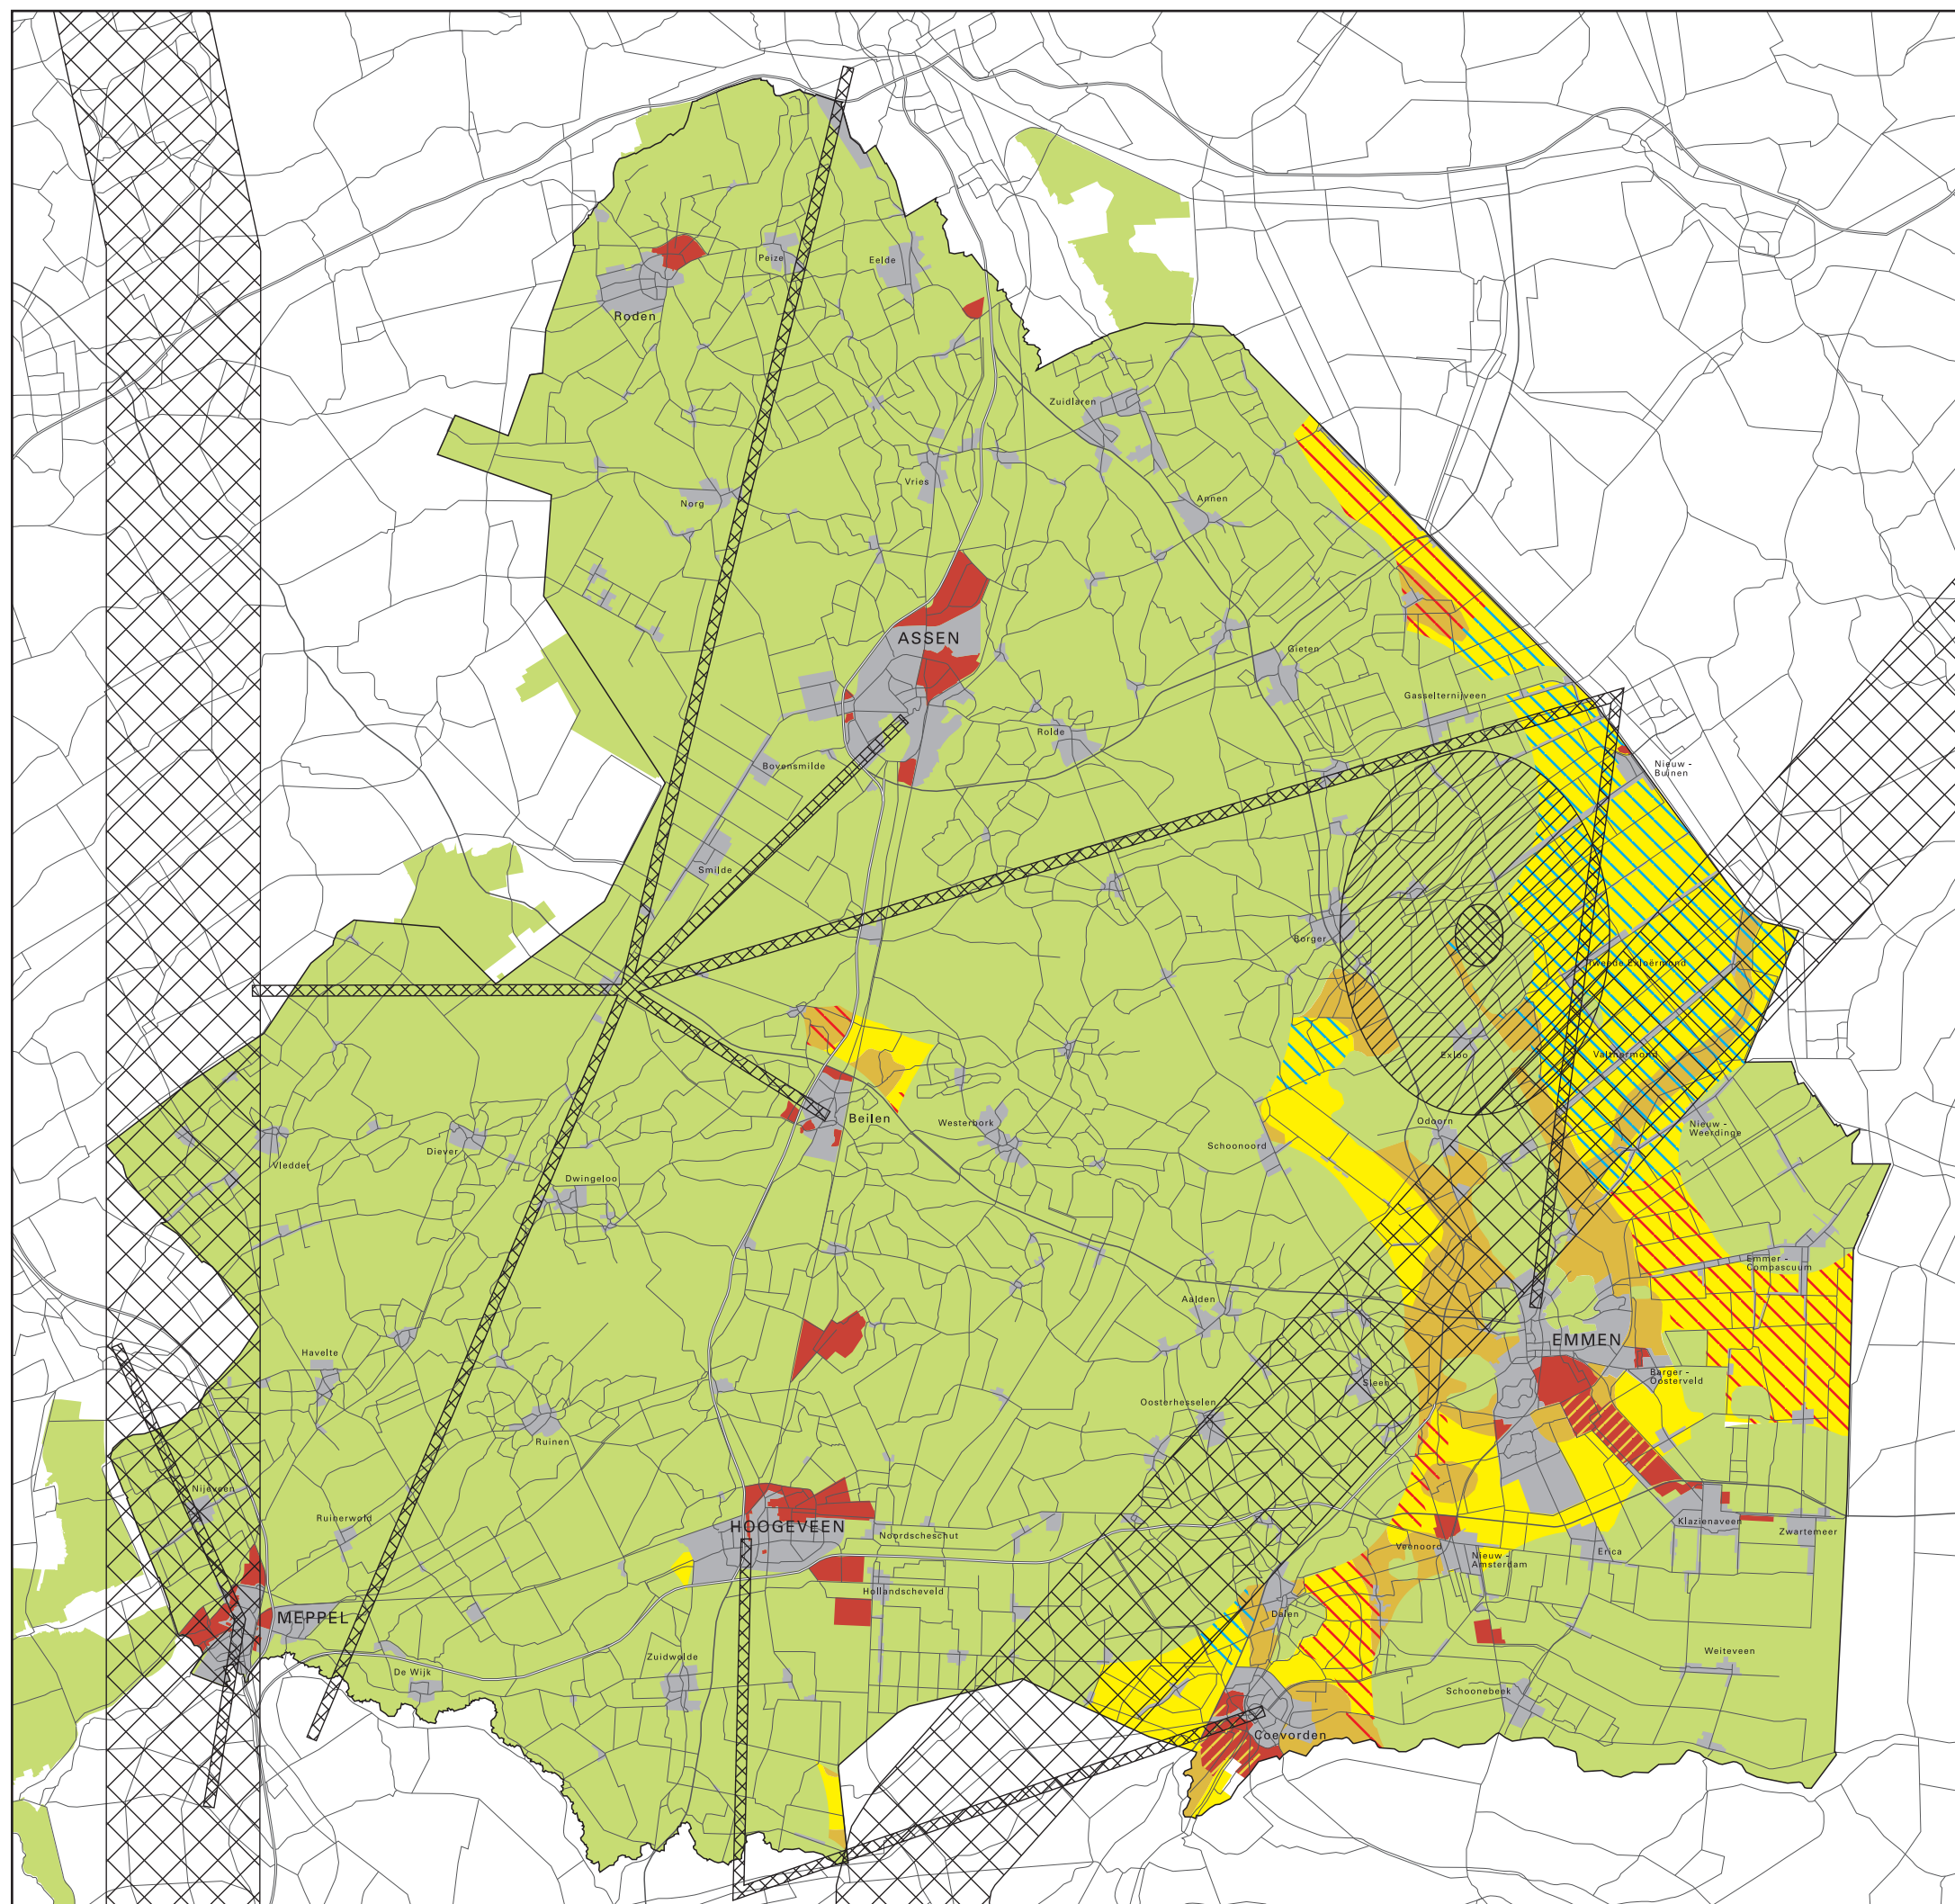 Peize
Eelde
Roden
Zuidlaren
Vries
Annen
Norg
ASSEN
Gieten
Gasselternijveen
Rolde
Bovensmilde
Nieuw -
Buinen
Smilde
Borger
Tweede Exloërmond
Exloo
Valthermond
Beilen
Westerbork
Odoorn
Nieuw -
Weerdinge
Schoonoord
Diever
Vledder
Dwingeloo
Emmer -
Compascuum
Aalden
EMMEN
Havelte
Barger -
Oosterveld
Sleen
Oosterhesselen
Ruinen
Nijeveen
Ruinerwold
HOOGEVEEN
Noordscheschut
Klazienaveen
Zwartemeer
Veenoord
Erica
Nieuw -
Amsterdam
Hollandscheveld
MEPPEL
Dalen
Weiteveen
Zuidwolde
De Wijk
Schoonebeek
Coevorden